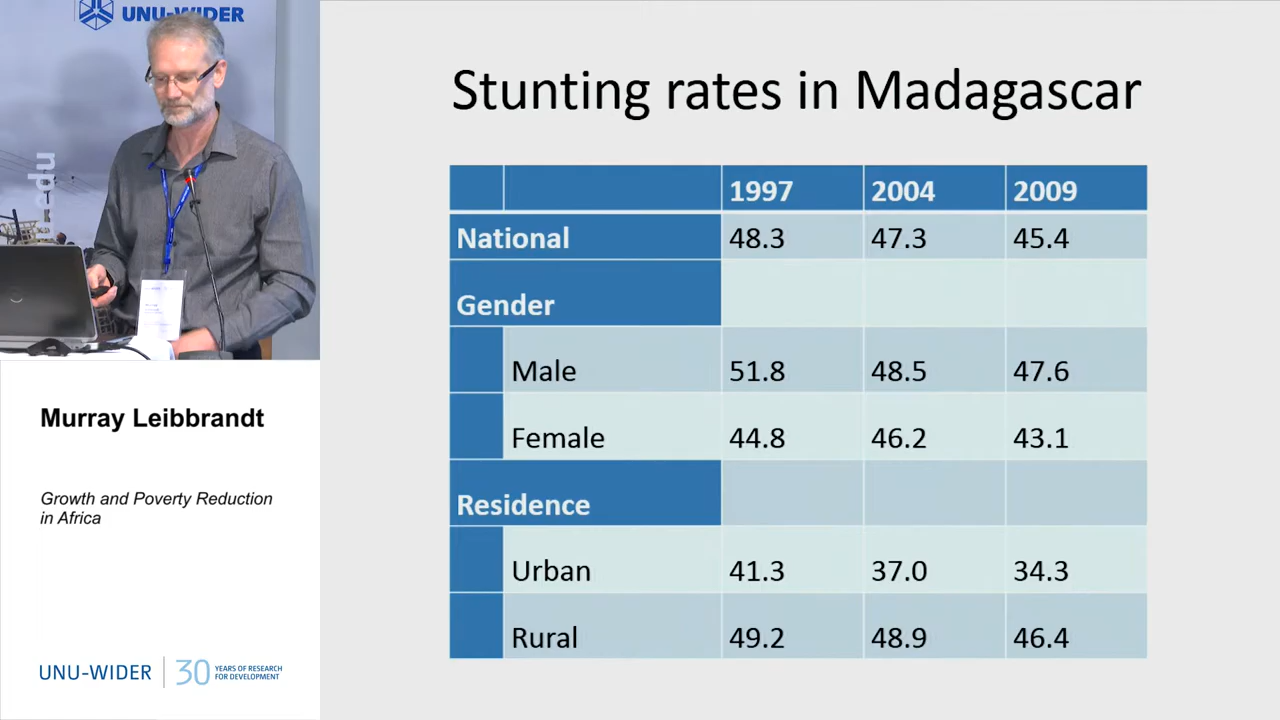 UNU-WIDER
.edu
Stunting rates in Madagascar
1997 2004 2009
National 48.3 47.3 45.4
Gender
Male 51.8 48.5 47.6
Female 44.8 46.2 43.1
Residence
Urban 41.3 37.0 34.3
Rural 49.2 48.9 46.4
Murray Leibbrandt
Growth and Poverty Reduction
in Africa
UNU-WIDER
30 YEARS OF RESEARCH
FOR DEVELOPMENT